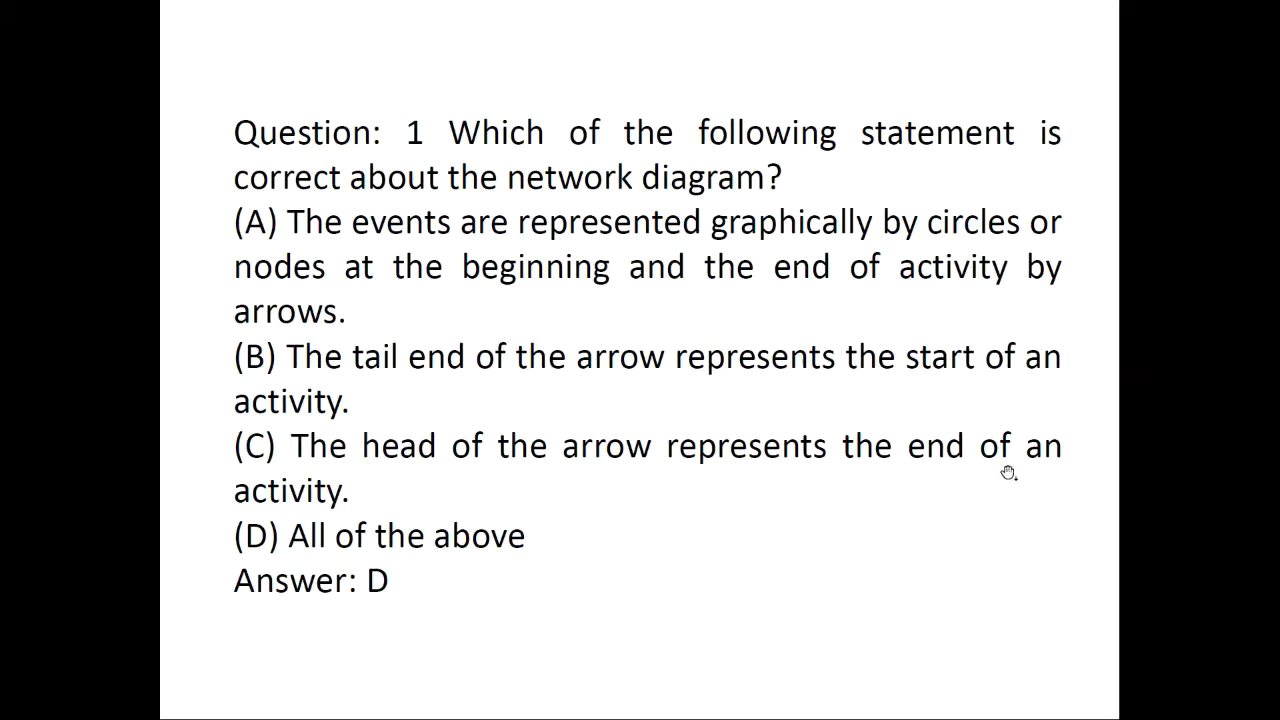 Question: 1 Which of the following statement is
correct about the network diagram?
(A) The events are represented graphically by circles or
nodes at the beginning and the end of activity by
arrows.
(B) The tail end of the arrow represents the start of an
activity.
(C) The head of the arrow represents the end of an
activity.
(D) All of the above
Answer: D